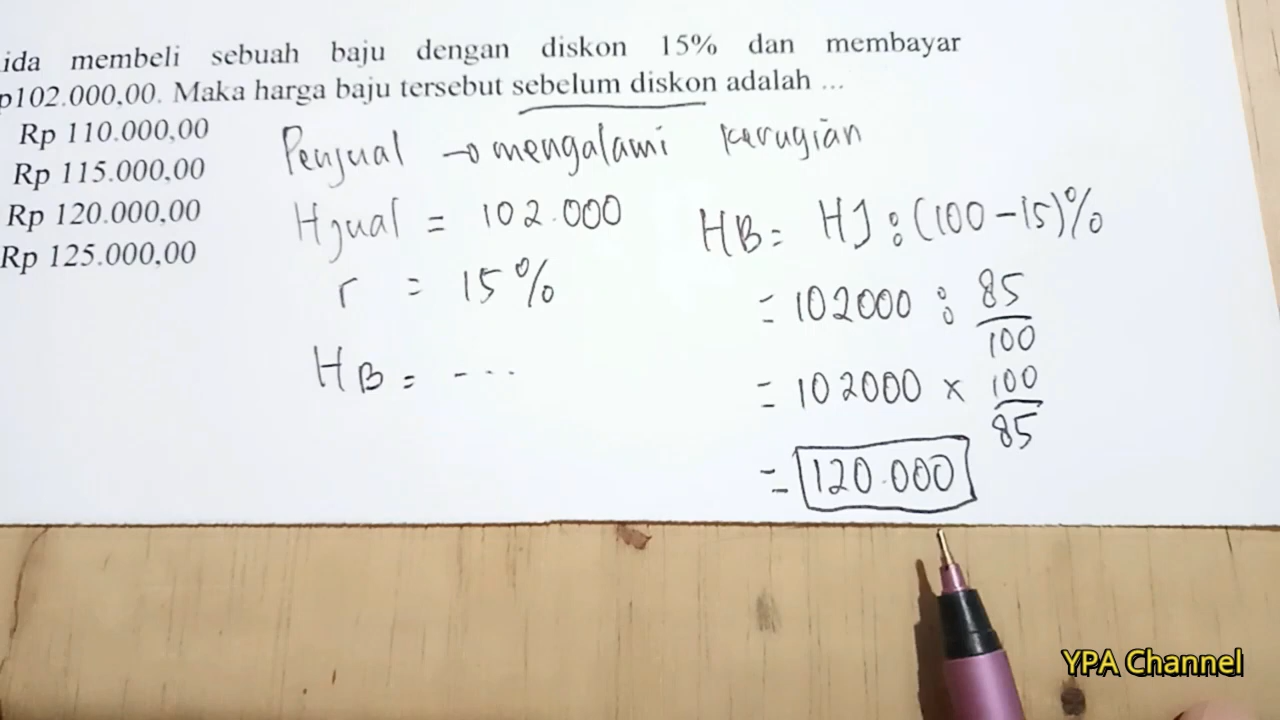 ida membeli sebuah baju dengan diskon 15% dan membayar
p102.000,00. Maka harga baju tersebut sebelum diskon adalah ...
Rp 110.000,00
Rp 115.000,00
Rp 120.000,00
Rp 125.000,00
Penjual → mengalami kerugian
H jual = 102.000
r = 15%
HB = ---
HB = HJ : (100-15)%
= 102000 : 85/100
= 102000 × 100/85
= 120.000
YPA Channel